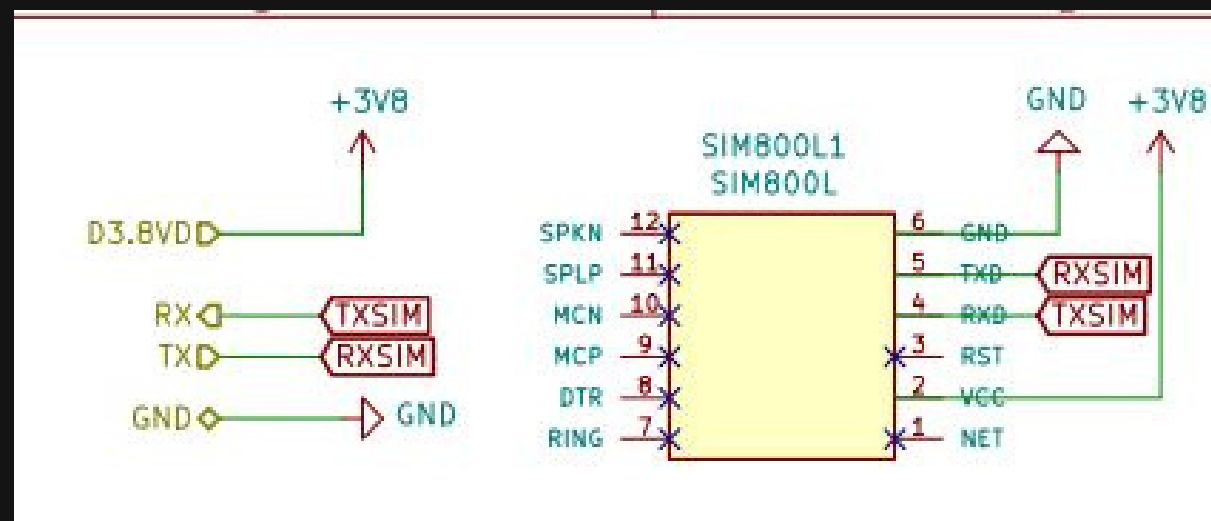 +3V8
D3.8VD
RX TXSIM
TX RXSIM
GND GND
SIM800L1
SIM800L
SPKN 12
SPLP 11
MCN 10
MCP 9
DTR 8
RING 7
GND +3V8
6 GND
5 TXD RXSIM
4 RXD TXSIM
3 RST
2 VCC
1 NET